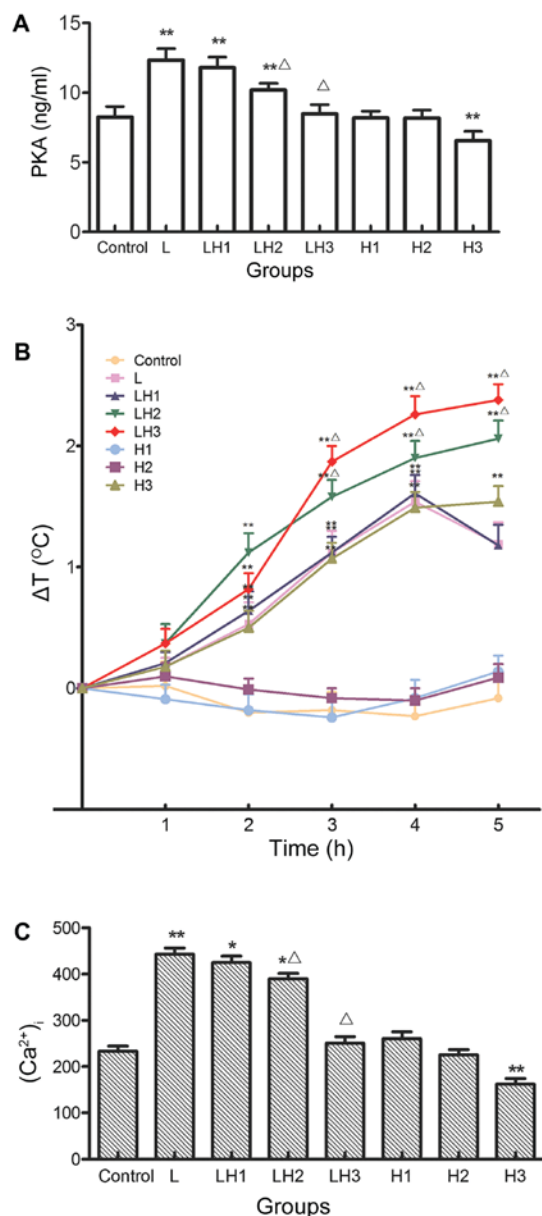 A
PKA (ng/ml)
15
10
5
0
** ** **△ △ **
Control L LH1 LH2 LH3 H1 H2 H3
Groups
B
ΔT (°C)
3
2
1
0
Control
L
LH1
LH2
LH3
H1
H2
H3
**△ **△
**△ **△
**△ **
**△
**
1 2 3 4 5
Time (h)
C
(Ca²⁺)ᵢ
500
400
300
200
100
0
** * *△ △ **
Control L LH1 LH2 LH3 H1 H2 H3
Groups